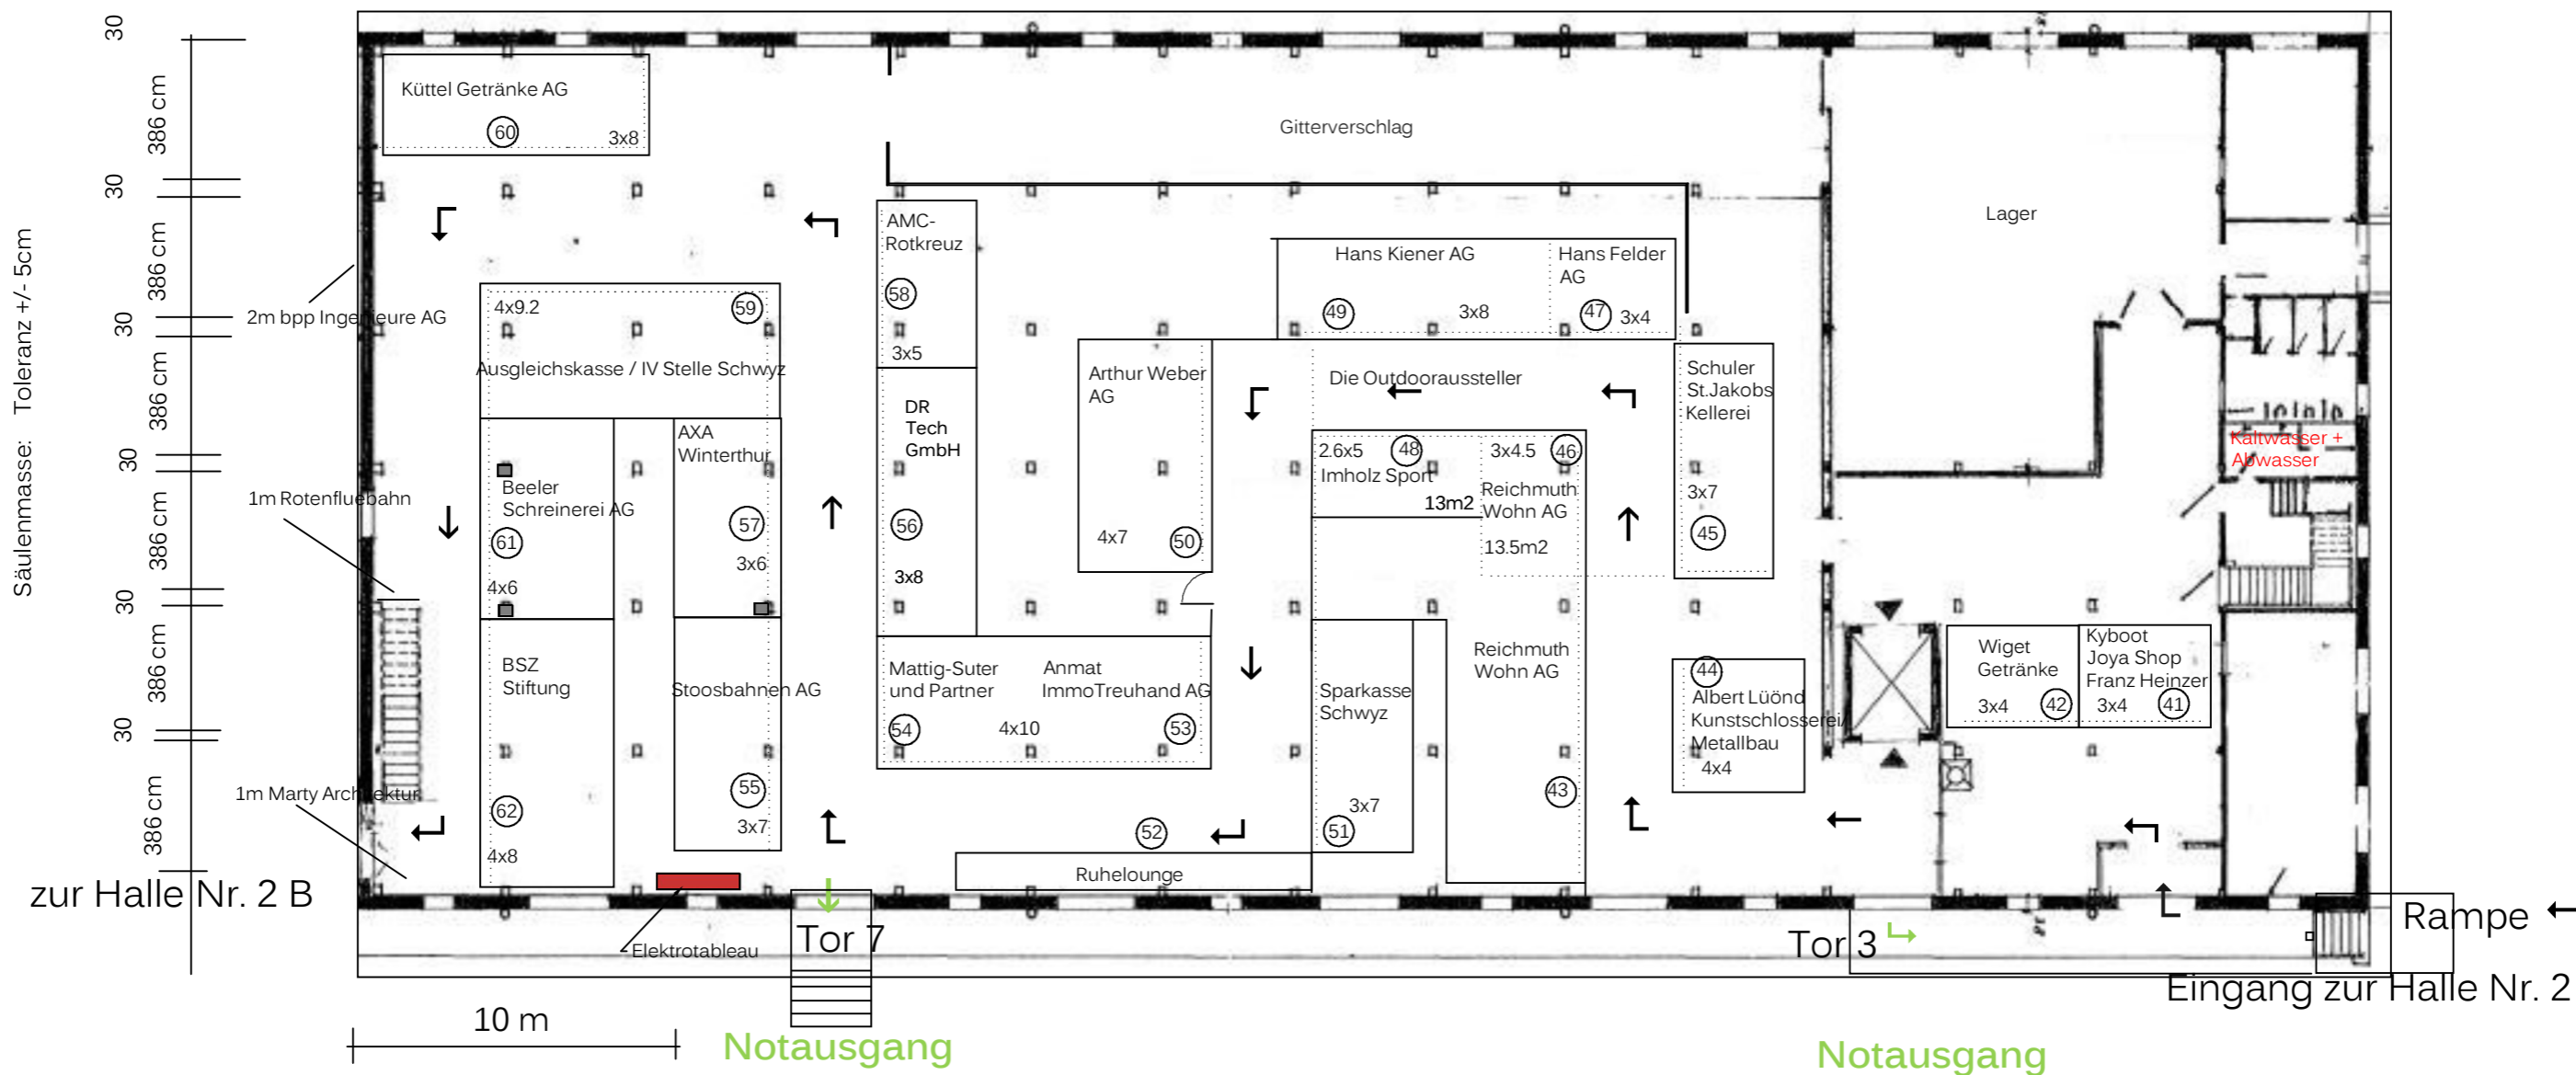 30
386 cm
30
386 cm
30
386 cm
30
386 cm
30
386 cm
30
386 cm
Säulenmasse: Toleranz +/- 5cm
Küttel Getränke AG
60
3x8
Gitterverschlag
Lager
2m bpp Ingenieure AG
1m Rotenfluebahn
1m Marty Architektur
zur Halle Nr. 2 B
4x9.2
59
Ausgleichskasse / IV Stelle Schwyz
Beeler
Schreinerei AG
61
4x6
AXA
Winterthur
57
3x6
BSZ
Stiftung
62
4x8
Stoosbahnen AG
55
3x7
AMC-
Rotkreuz
58
3x5
DR
Tech
GmbH
56
3x8
Mattig-Suter
und Partner
54
4x10
Anmat
ImmoTreuhand AG
53
Arthur Weber
AG
4x7
50
Hans Kiener AG
49
3x8
Hans Felder
AG
47
3x4
Die Outdooraussteller
2.6x5
48
Imholz Sport
13m2
3x4.5
46
Reichmuth
Wohn AG
13.5m2
Schuler
St.Jakobs
Kellerei
3x7
45
Sparkasse
Schwyz
3x7
51
Reichmuth
Wohn AG
43
44
Albert Lüönd
Kunstschlosserei/
Metallbau
4x4
Wiget
Getränke
3x4
42
Kyboot
Joya Shop
Franz Heinzer
3x4
41
Kaltwasser +
Abwasser
52
Ruhelounge
Elektrotableau
Tor 7
Tor 3
Rampe
Eingang zur Halle Nr. 2
10 m
Notausgang
Notausgang